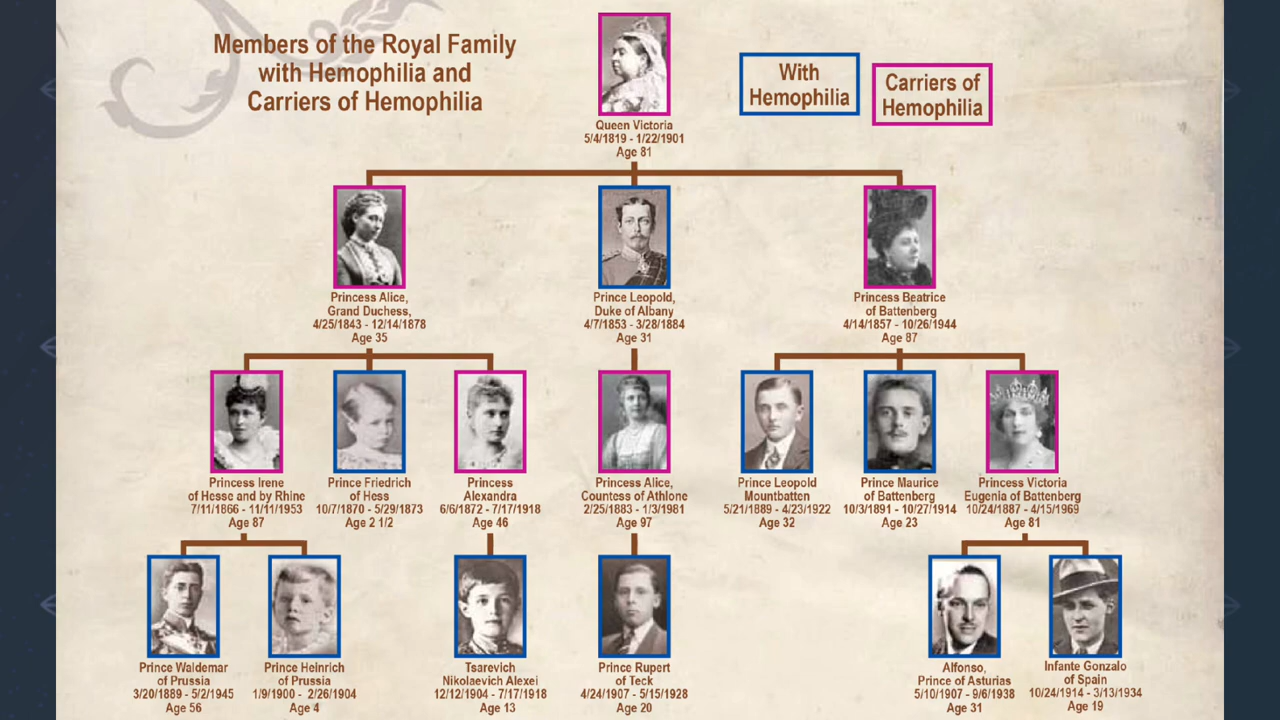 Members of the Royal Family
with Hemophilia and
Carriers of Hemophilia
With
Hemophilia
Carriers of
Hemophilia
Queen Victoria
5/4/1819 - 1/22/1901
Age 81
Princess Alice,
Grand Duchess,
4/25/1843 - 12/14/1878
Age 35
Prince Leopold,
Duke of Albany
4/7/1853 - 3/28/1884
Age 31
Princess Beatrice
of Battenberg
4/14/1857 - 10/26/1944
Age 87
Princess Irene
of Hesse and by Rhine
7/11/1866 - 11/11/1953
Age 87
Prince Friedrich
of Hess
10/7/1870 - 5/29/1873
Age 2 1/2
Princess
Alexandra
6/6/1872 - 7/17/1918
Age 46
Princess Alice,
Countess of Athlone
2/25/1883 - 1/3/1981
Age 97
Prince Leopold
Mountbatten
5/21/1889 - 4/23/1922
Age 32
Prince Maurice
of Battenberg
10/3/1891 - 10/27/1914
Age 23
Princess Victoria
Eugenia of Battenberg
10/24/1887 - 4/15/1969
Age 81
Prince Waldemar
of Prussia
3/20/1889 - 5/2/1945
Age 56
Prince Heinrich
of Prussia
1/9/1900 - 2/26/1904
Age 4
Tsarevich
Nikolaevich Alexei
12/12/1904 - 7/17/1918
Age 13
Prince Rupert
of Teck
4/24/1907 - 5/15/1928
Age 20
Alfonso,
Prince of Asturias
5/10/1907 - 9/6/1938
Age 31
Infante Gonzalo
of Spain
10/24/1914 - 3/13/1934
Age 19